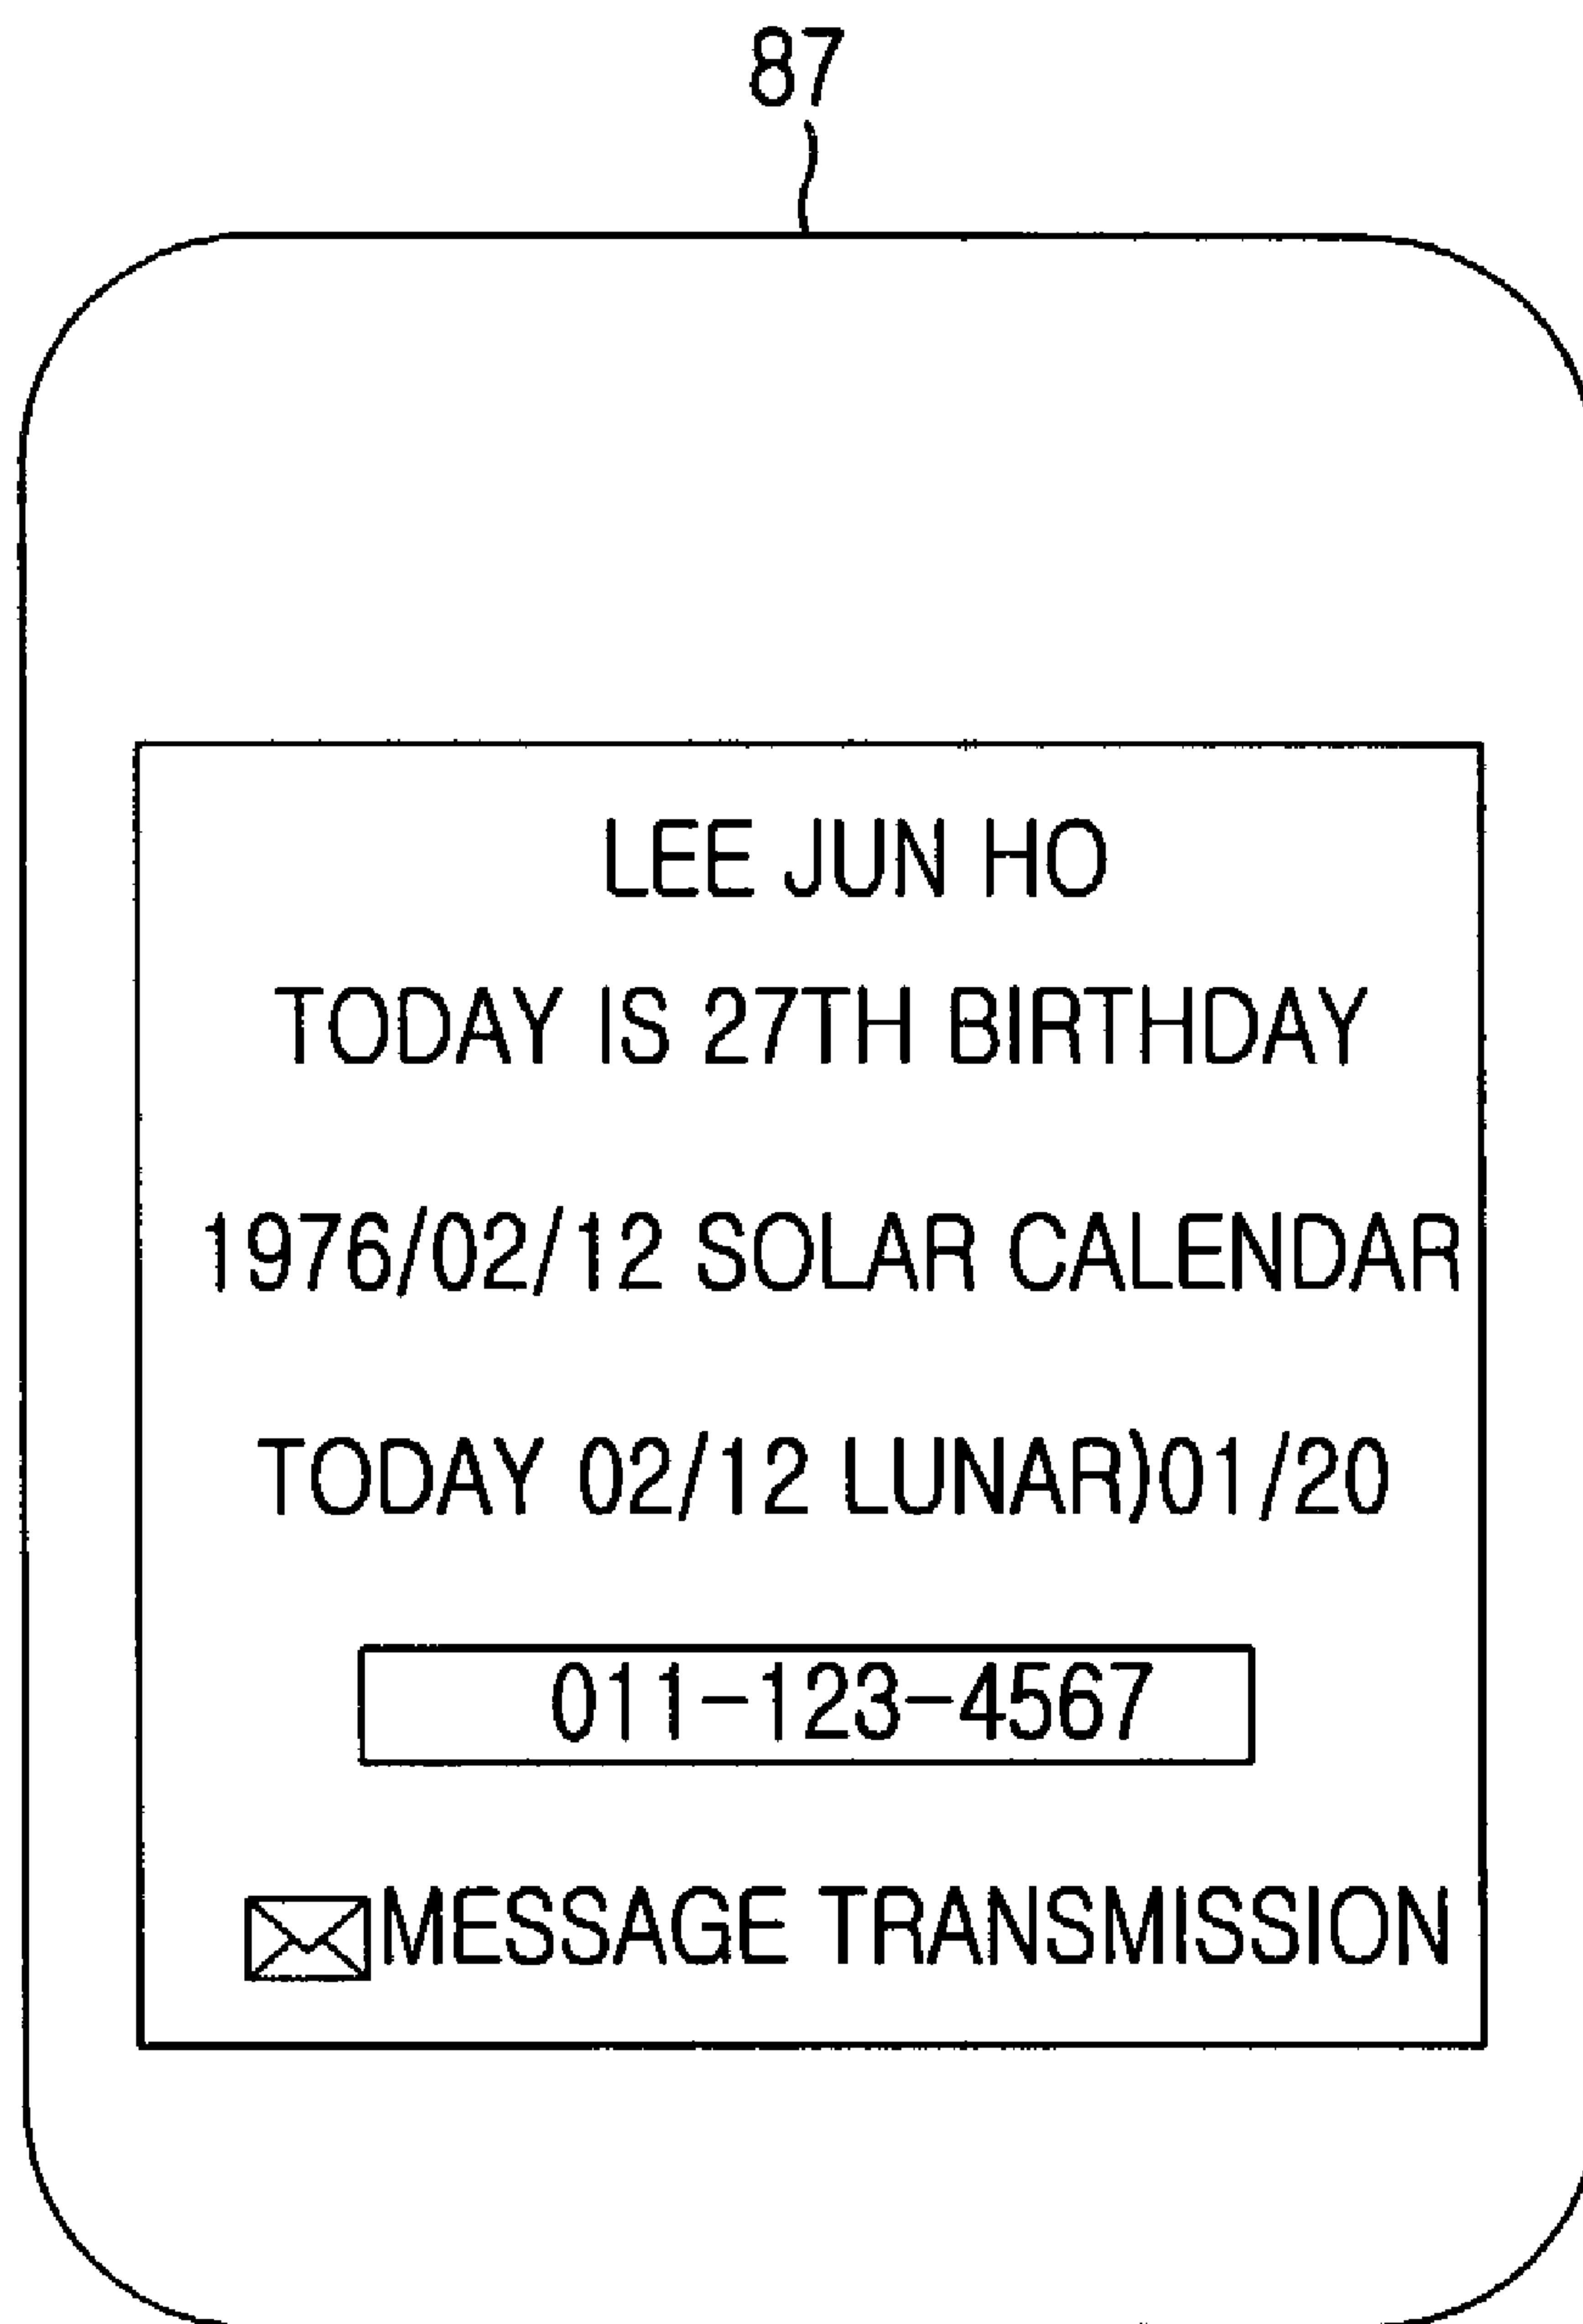 87
LEE JUN HO
TODAY IS 27TH BIRTHDAY
1976/02/12 SOLAR CALENDAR
TODAY 02/12 LUNAR)01/20
011-123-4567
MESSAGE TRANSMISSION